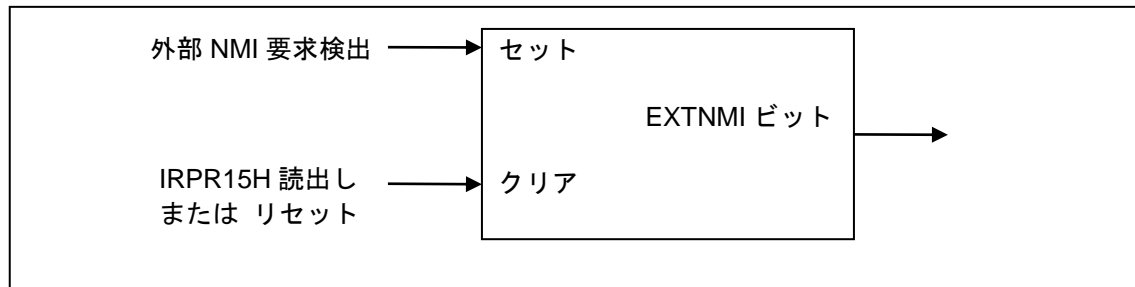 外部 NMI 要求検出
セット
EXTNMI ビット
IRPR15H 読出し
または リセット
クリア